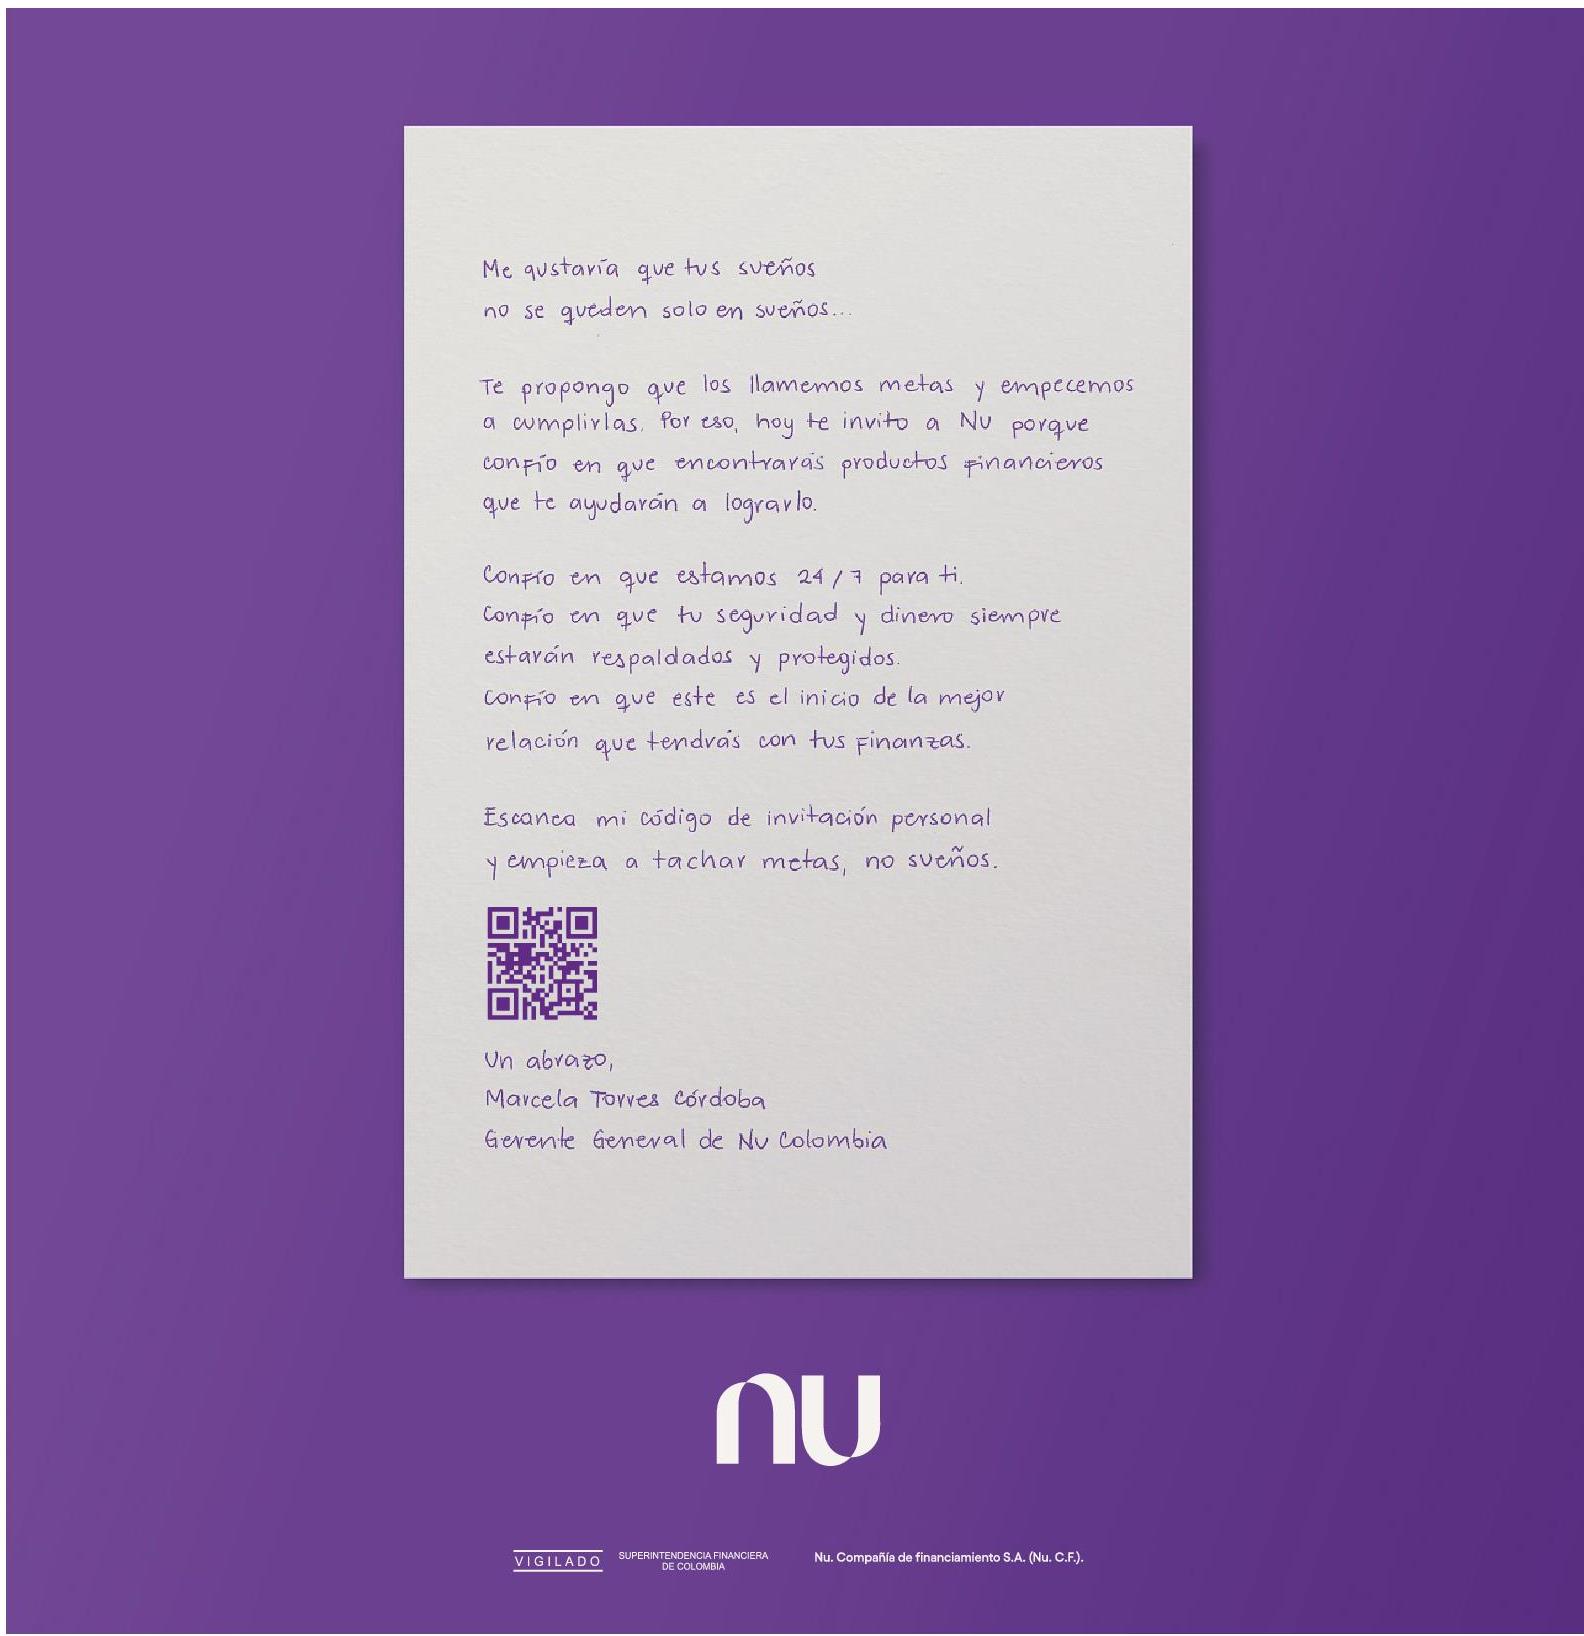 Me gustaría que tus sueños
no se queden solo en sueños...
Te propongo que los llamemos metas y empecemos
a cumplirlas. Por eso, hoy te invito a Nu porque
confío en que encontrarás productos financieros
que te ayudarán a lograrlo.
Confío en que estamos 24/7 para ti.
Confío en que tu seguridad y dinero siempre
estarán respaldados y protegidos.
Confío en que este es el inicio de la mejor
relación que tendrás con tus finanzas.
Escanea mi código de invitación personal
y empieza a tachar metas, no sueños.
Un abrazo,
Marcela Torres Córdoba
Gerente General de Nu Colombia
nu
VIGILADO SUPERINTENDENCIA FINANCIERA
DE COLOMBIA
Nu. Compañía de financiamiento S.A. (Nu. C.F.).